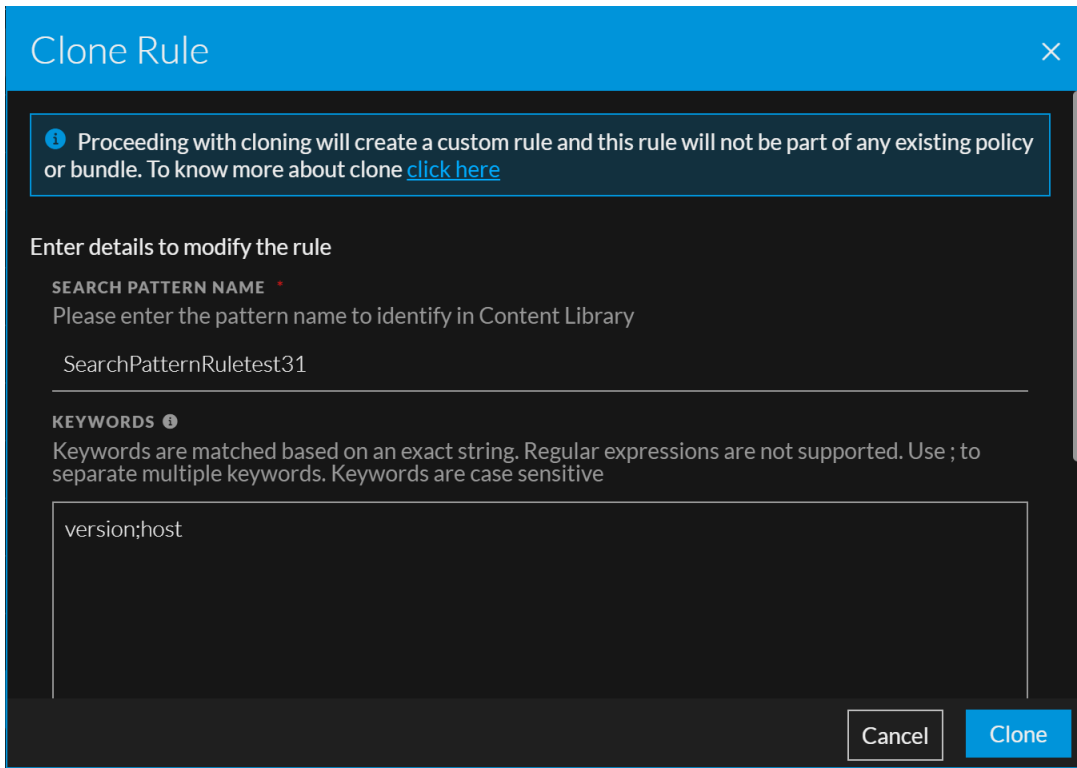 Clone Rule
Proceeding with cloning will create a custom rule and this rule will not be part of any existing policy
or bundle. To know more about clone click here
Enter details to modify the rule
SEARCH PATTERN NAME *
Please enter the pattern name to identify in Content Library
SearchPatternRuletest31
KEYWORDS
Keywords are matched based on an exact string. Regular expressions are not supported. Use ; to
separate multiple keywords. Keywords are case sensitive
version;host
Cancel
Clone